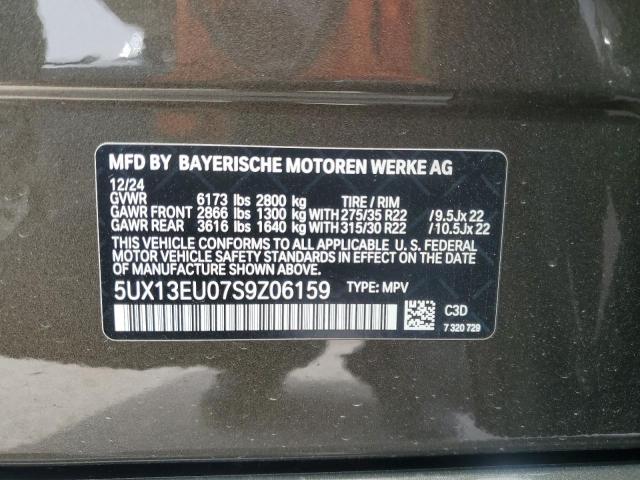 MFD BY BAYERISCHE MOTOREN WERKE AG
12/24
GVWR 6173 lbs 2800 kg TIRE / RIM
GAWR FRONT 2866 lbs 1300 kg WITH 275/35 R22 / 9.5Jx 22
GAWR REAR 3616 lbs 1640 kg WITH 315/30 R22 / 10.5Jx 22
THIS VEHICLE CONFORMS TO ALL APPLICABLE U. S. FEDERAL
MOTOR VEHICLE SAFETY STANDARDS IN EFFECT ON THE DATE
OF MANUFACTURE SHOWN ABOVE.
5UX13EU07S9Z06159 TYPE: MPV
C3D
7 320 729